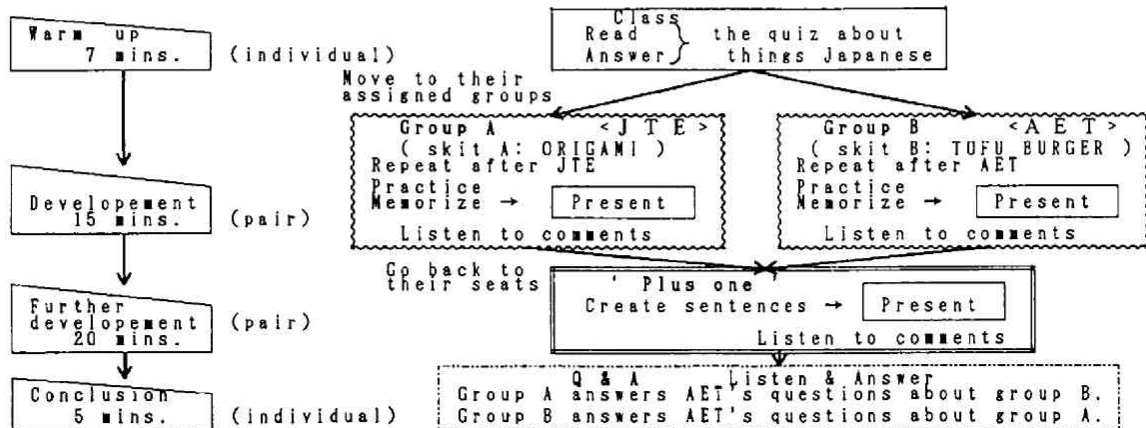 Warm up
7 mins.
(individual)
Class
Read
Answer
the quiz about
things Japanese
Move to their
assigned groups
Group A <JTE>
( skit A: ORIGAMI )
Repeat after JTE
Practice
Memorize → Present
Listen to comments
Group B <AET>
( skit B: TOFU BURGER )
Repeat after AET
Practice
Memorize → Present
Listen to comments
Developement
15 mins.
(pair)
Go back to
their seats
' Plus one '
Create sentences → Present
Listen to comments
Further
developement
20 mins.
(pair)
Conclusion
5 mins.
(individual)
Q & A Listen & Answer
Group A answers AET's questions about group B.
Group B answers AET's questions about group A.